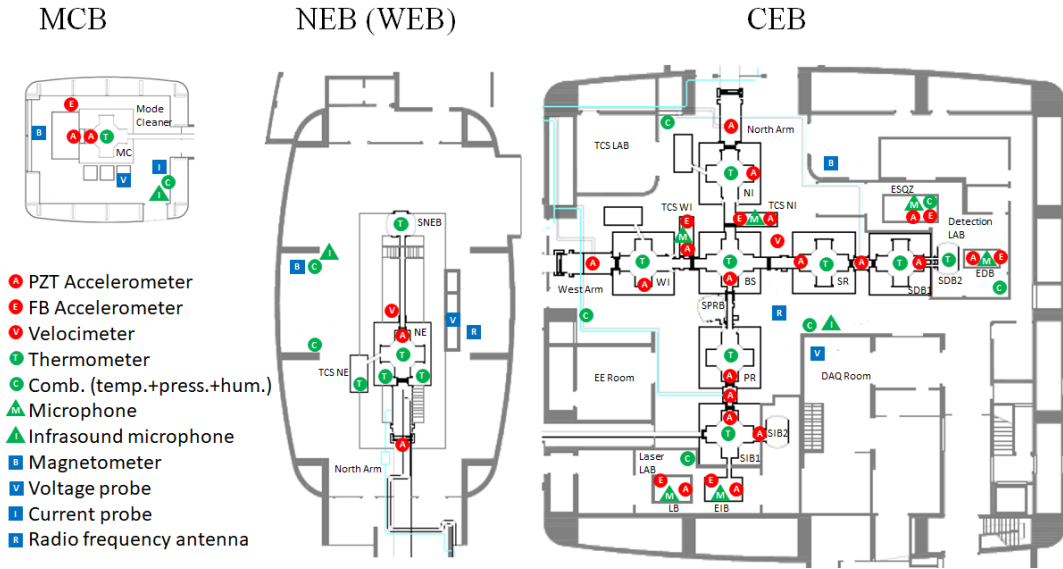 MCB
NEB (WEB)
CEB
E
Mode
Cleaner
B
A
A
T
MC
V
I
C
I
A PZT Accelerometer
E FB Accelerometer
V Velocimeter
T Thermometer
C Comb. (temp.+press.+hum.)
M Microphone
I Infrasound microphone
B Magnetometer
V Voltage probe
I Current probe
R Radio frequency antenna
T
SNEB
I
B
C
V
V
R
C
A
NE
T
TCS NE
T
T
T
A
North Arm
C
A
North Arm
TCS LAB
B
T
A
NI
ESQZ
M
C
A
E
TCS WI
TCS NI
E
M
A
E
M
A
V
Detection
LAB
A
T
WI
A
T
BS
A
A
T
SR
A
T
A
SDB1
T
SDB2
A
M
E
EDB
C
West Arm
SPRB
R
C
C
I
EE Room
T
PR
A
V
DAQ Room
A
A
T
A
SIB2
SIB1
Laser
LAB
C
E
M
A
LB
E
M
A
EIB